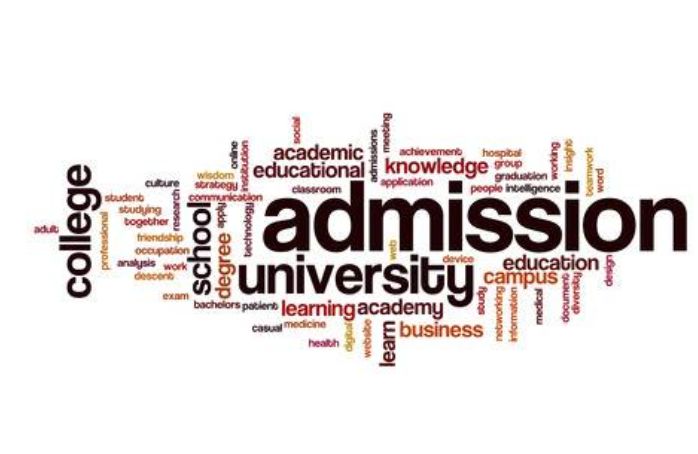 social
meeting
admissions
online
institution
academic
achievement
hospital
working
insight
teamwork
educational
knowledge
group
word
wisdom
strategy
classroom
application
graduation
people
intelligence
culture
college
student
research
communication
admission
studying
together
professional
adult
school
apply
technology
friendship
occupation
degree
web
device
education
design
analysis
work
descent
university
campus
exam
bachelors
patient
learning
academy
study
networking
information
medical
document
diversity
casual
medicine
digital
website
learn
business
health